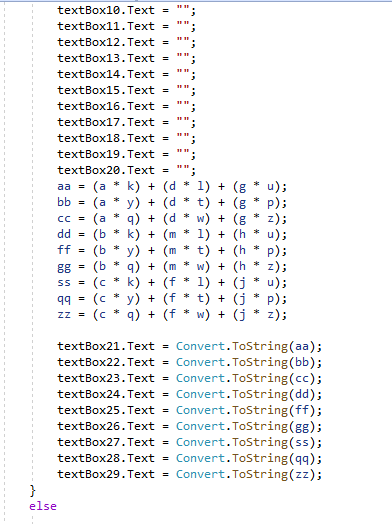 textBox10.Text = "";
textBox11.Text = "";
textBox12.Text = "";
textBox13.Text = "";
textBox14.Text = "";
textBox15.Text = "";
textBox16.Text = "";
textBox17.Text = "";
textBox18.Text = "";
textBox19.Text = "";
textBox20.Text = "";
aa = (a * k) + (d * l) + (g * u);
bb = (a * y) + (d * t) + (g * p);
cc = (a * q) + (d * w) + (g * z);
dd = (b * k) + (m * l) + (h * u);
ff = (b * y) + (m * t) + (h * p);
gg = (b * q) + (m * w) + (h * z);
ss = (c * k) + (f * l) + (j * u);
qq = (c * y) + (f * t) + (j * p);
zz = (c * q) + (f * w) + (j * z);
textBox21.Text = Convert.ToString(aa);
textBox22.Text = Convert.ToString(bb);
textBox23.Text = Convert.ToString(cc);
textBox24.Text = Convert.ToString(dd);
textBox25.Text = Convert.ToString(ff);
textBox26.Text = Convert.ToString(gg);
textBox27.Text = Convert.ToString(ss);
textBox28.Text = Convert.ToString(qq);
textBox29.Text = Convert.ToString(zz);
}
else